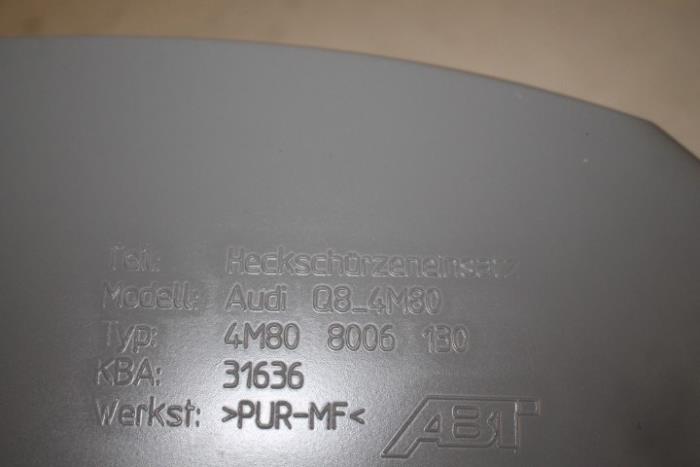 Teil: Heckschürzeneinsatz
Modell: Audi Q8_4M80
Typ: 4M80 8006 130
KBA: 31636
Werkst: >PUR-MF<
ABT